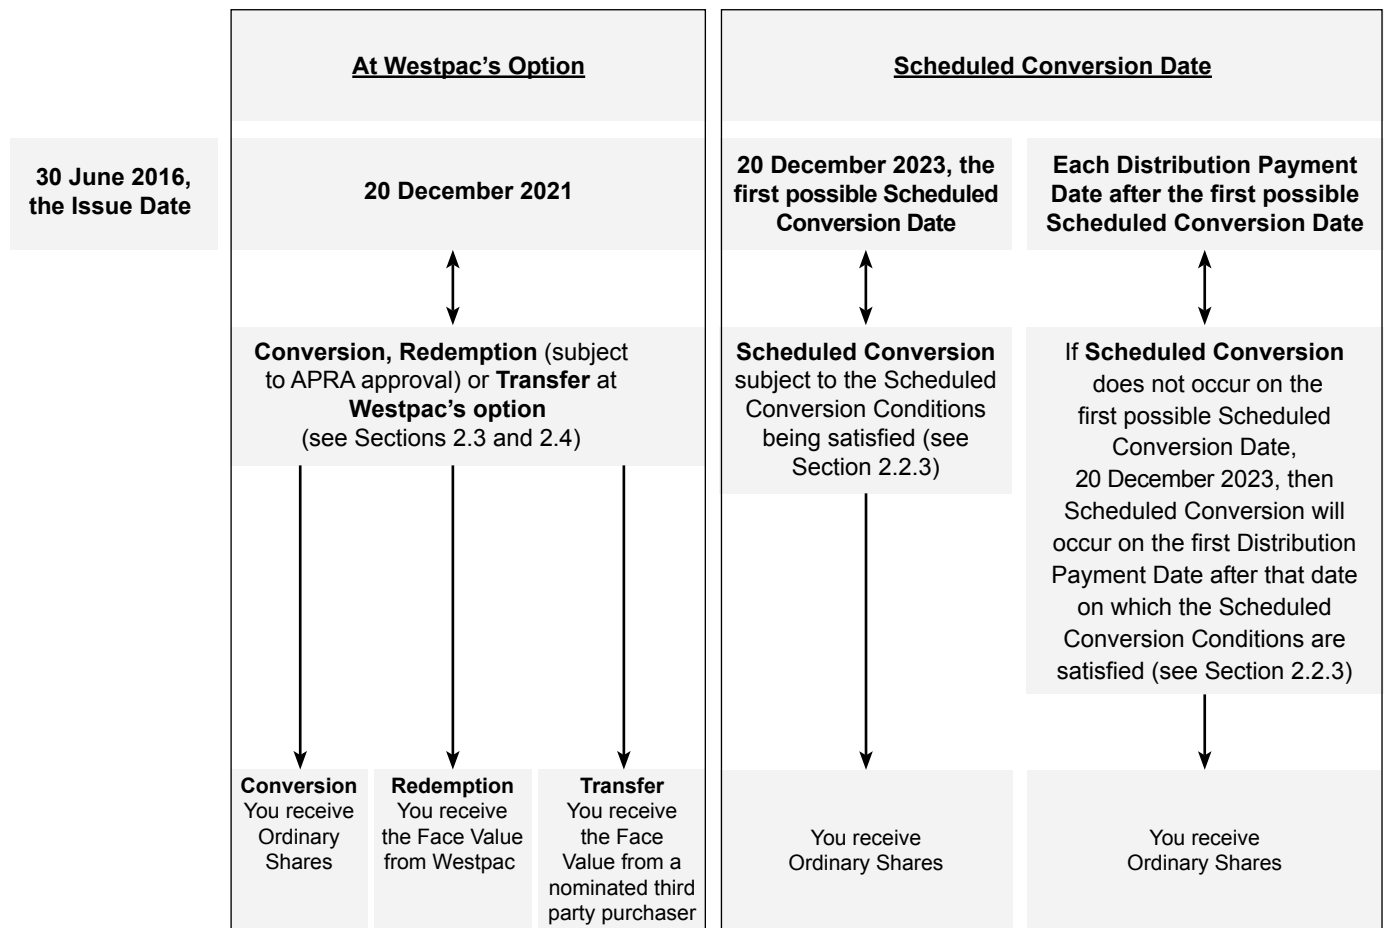 At Westpac's Option
Scheduled Conversion Date
30 June 2016,
the Issue Date
20 December 2021
20 December 2023, the
first possible Scheduled
Conversion Date
Each Distribution Payment
Date after the first possible
Scheduled Conversion Date
Conversion, Redemption (subject
to APRA approval) or Transfer at
Westpac's option
(see Sections 2.3 and 2.4)
Scheduled Conversion
subject to the Scheduled
Conversion Conditions
being satisfied (see
Section 2.2.3)
If Scheduled Conversion
does not occur on the
first possible Scheduled
Conversion Date,
20 December 2023, then
Scheduled Conversion will
occur on the first Distribution
Payment Date after that date
on which the Scheduled
Conversion Conditions are
satisfied (see Section 2.2.3)
Conversion
You receive
Ordinary
Shares
Redemption
You receive
the Face Value
from Westpac
Transfer
You receive
the Face
Value from a
nominated third
party purchaser
You receive
Ordinary Shares
You receive
Ordinary Shares